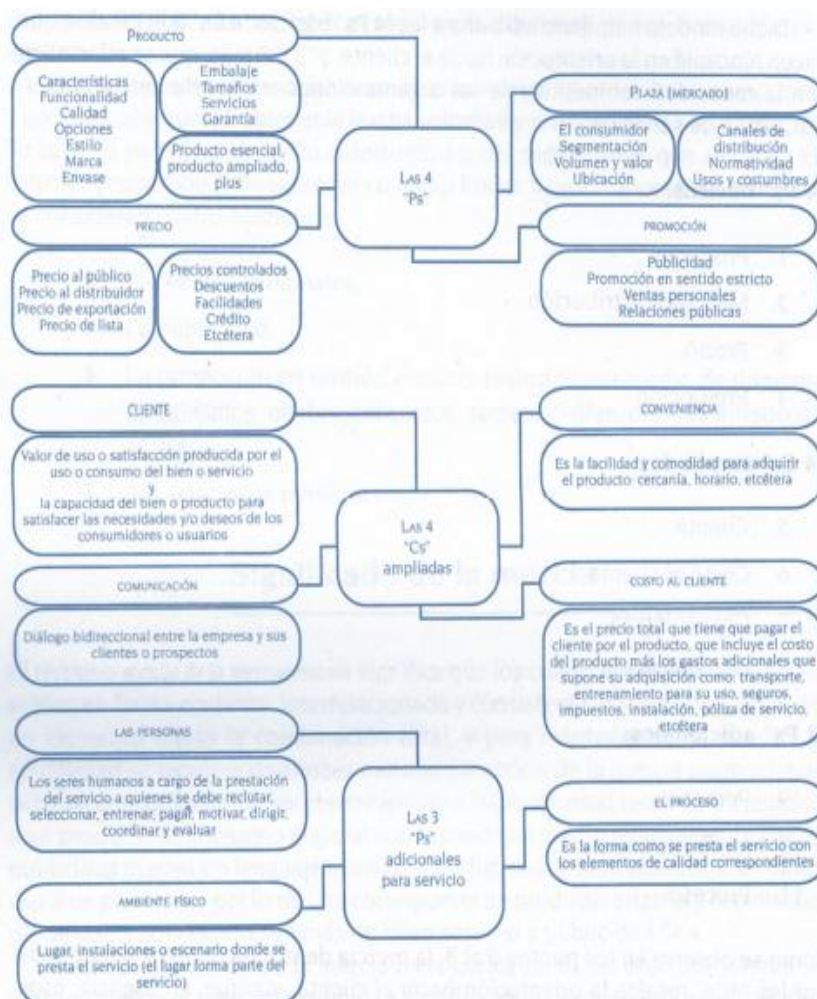 PRODUCTO
Características
Funcionalidad
Calidad
Opciones
Estilo
Marca
Envase
Embalaje
Tamaños
Servicios
Garantía
Producto esencial,
producto ampliado,
plus
LAS 4
"Ps"
PLAZA (MERCADO)
El consumidor
Segmentación
Volumen y valor
Ubicación
Canales de
distribución
Normatividad
Usos y costumbres
PRECIO
Precio al público
Precio al distribuidor
Precio de exportación
Precio de lista
Precios controlados
Descuentos
Facilidades
Crédito
Etcétera
PROMOCIÓN
Publicidad
Promoción en sentido estricto
Ventas personales
Relaciones públicas
CLIENTE
Valor de uso o satisfacción producida por el
uso o consumo del bien o servicio
y
la capacidad del bien o producto para
satisfacer las necesidades y/o deseos de los
consumidores o usuarios
LAS 4
"Cs"
ampliadas
CONVENIENCIA
Es la facilidad y comodidad para adquirir
el producto: cercanía, horario, etcétera
COMUNICACIÓN
Diálogo bidireccional entre la empresa y sus
clientes o prospectos
COSTO AL CLIENTE
Es el precio total que tiene que pagar el
cliente por el producto, que incluye el costo
del producto más los gastos adicionales que
supone su adquisición como: transporte,
entrenamiento para su uso, seguros,
impuestos, instalación, póliza de servicio,
etcétera
LAS PERSONAS
Los seres humanos a cargo de la prestación
del servicio a quienes se debe reclutar,
seleccionar, entrenar, pagar, motivar, dirigir,
coordinar y evaluar
LAS 3
"Ps"
adicionales
para servicio
EL PROCESO
Es la forma como se presta el servicio con
los elementos de calidad correspondientes
AMBIENTE FÍSICO
Lugar, instalaciones o escenario donde se
presta el servicio (el lugar forma parte del
servicio)